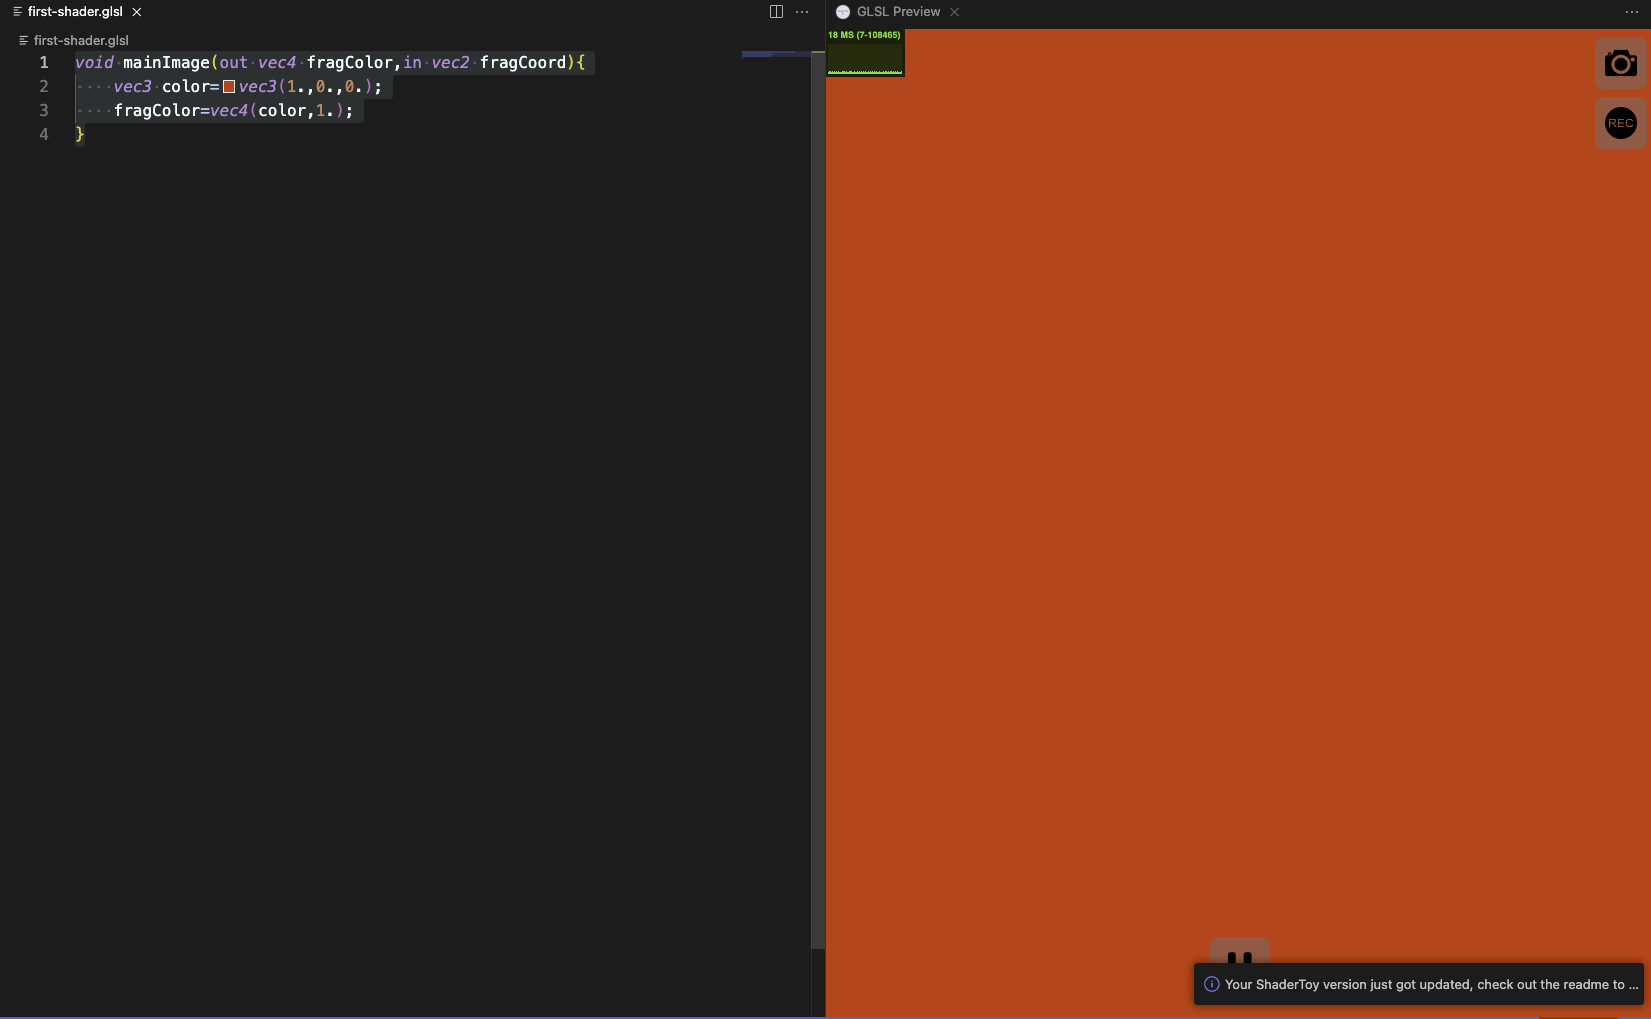 first-shader.glsl
GLSL Preview
first-shader.glsl
18 MS (7-108465)
1 void mainImage(out vec4 fragColor,in vec2 fragCoord){
2 vec3 color=vec3(1.,0.,0.);
3 fragColor=vec4(color,1.);
4 }
REC
Your ShaderToy version just got updated, check out the readme to ...